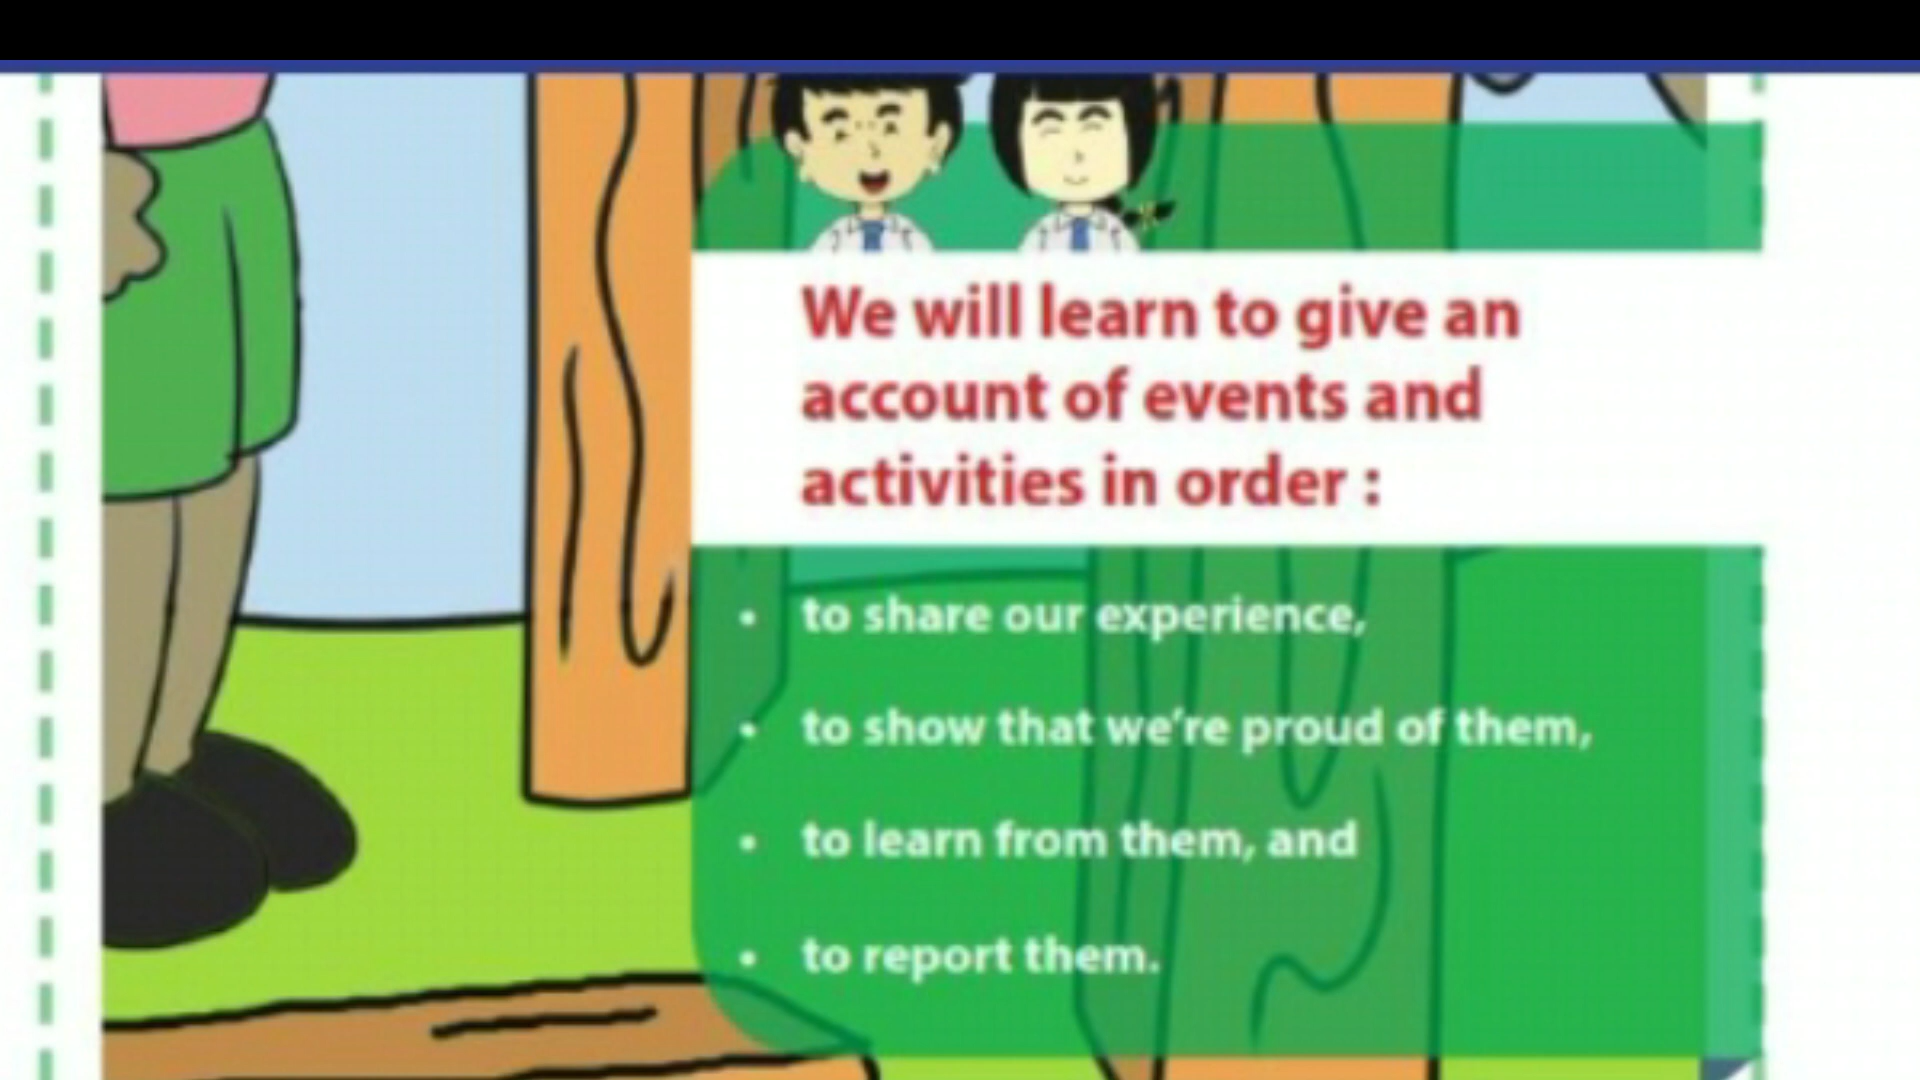 We will learn to give an
account of events and
activities in order :
• to share our experience,
• to show that we're proud of them,
• to learn from them, and
• to report them.